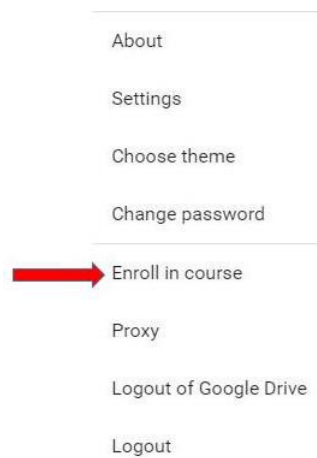 About
Settings
Choose theme
Change password
Enroll in course
Proxy
Logout of Google Drive
Logout